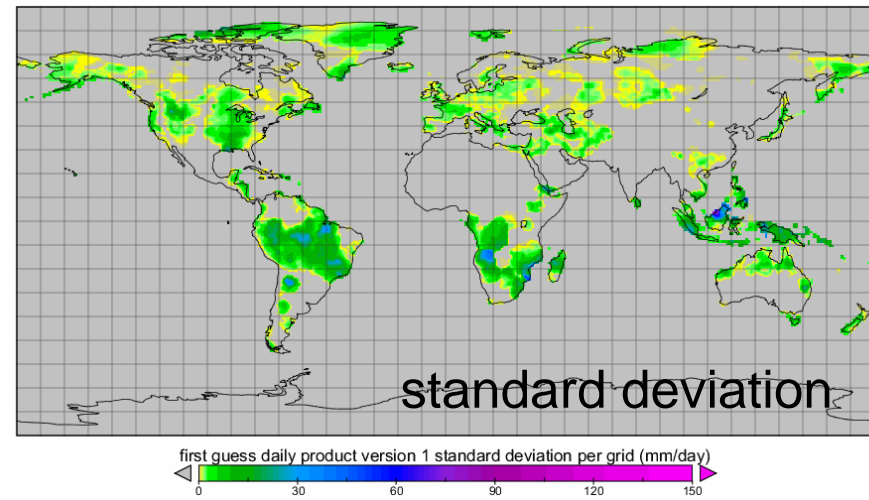 standard deviation
first guess daily product version 1 standard deviation per grid (mm/day)
0 30 60 90 120 150